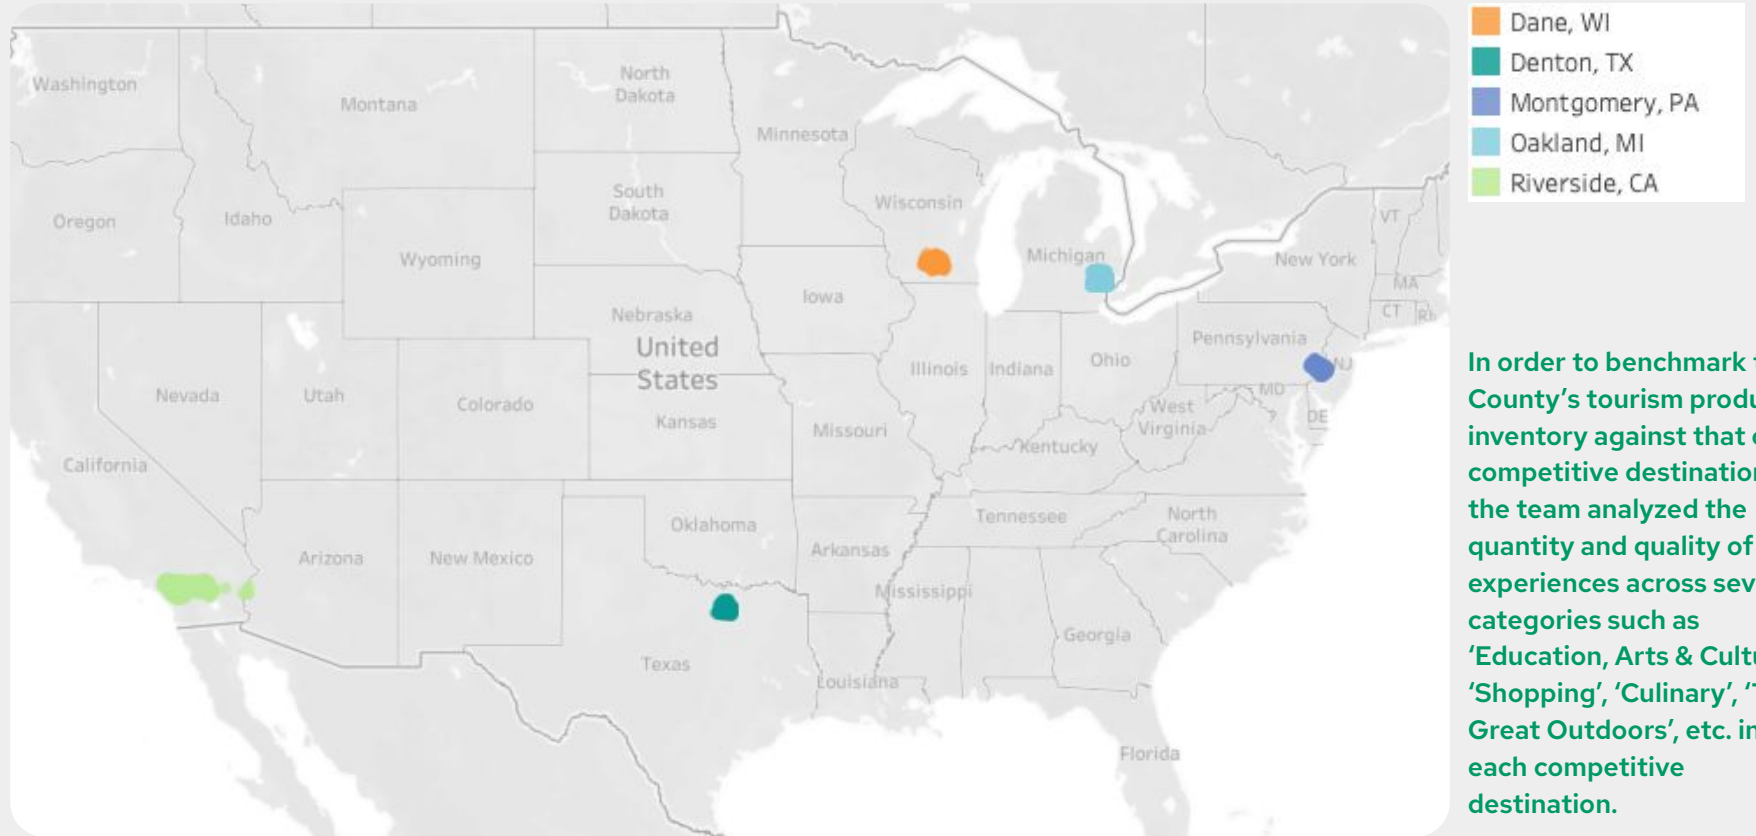 Washington
Montana
North
Dakota
Minnesota
Oregon
Idaho
South
Dakota
Wisconsin
Wyoming
Michigan
New York
VT
MA
CT
Iowa
Nebraska
United
States
Illinois
Indiana
Ohio
Pennsylvania
NJ
Nevada
Utah
Colorado
Kansas
Missouri
West
Virginia
MD
DE
Kentucky
California
Oklahoma
Arkansas
Tennessee
North
Carolina
Arizona
New Mexico
Mississippi
Texas
Louisiana
Georgia
Florida
Dane, WI
Denton, TX
Montgomery, PA
Oakland, MI
Riverside, CA
In order to benchmark
County's tourism produ
inventory against that
competitive destination
the team analyzed the
quantity and quality of
experiences across sev
categories such as
‘Education, Arts & Cultu
‘Shopping’, ‘Culinary’, ‘T
Great Outdoors’, etc. in
each competitive
destination.